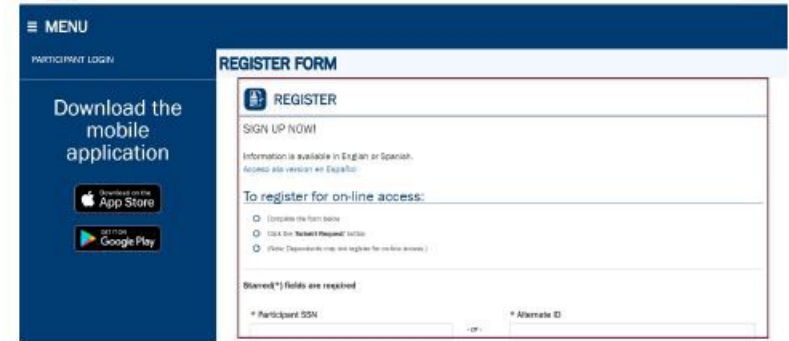 ≡ MENU
PARTICIPANT LOGIN
Download the
mobile
application
Download on the
App Store
GET IT ON
Google Play
REGISTER FORM
REGISTER
SIGN UP NOW!
Information is available in English or Spanish.
Acceso ala version en Español
To register for on-line access:
Complete the form below
Click the 'Submit Request' button
(Note: Dependents may not register for on-line access.)
Starred(*) fields are required
* Participant SSN
- or -
* Alternate ID